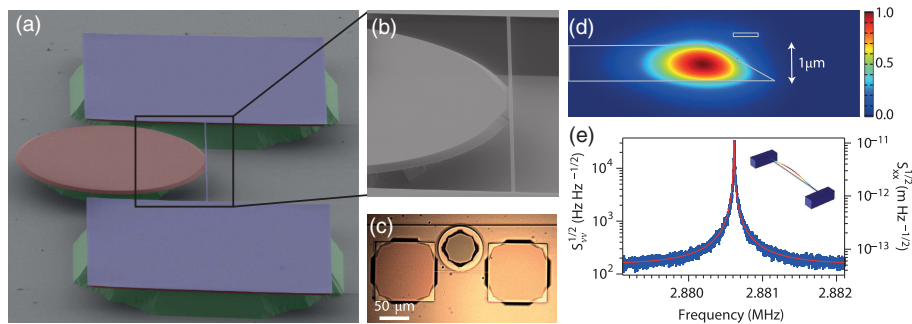 (a)
(b)
(c)
50 μm
(d)
1μm
1.0
0.5
0.0
(e)
S_νν^1/2 (Hz Hz^-1/2)
10^4
10^3
10^2
2.880
2.881
2.882
Frequency (MHz)
10^-11
10^-12
10^-13
S_xx^1/2 (m Hz^-1/2)